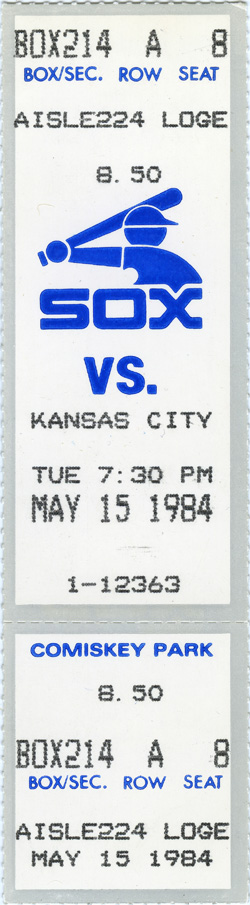 BOX214 A 8
BOX/SEC. ROW SEAT
AISLE224 LOGE
8.50
SOX
VS.
KANSAS CITY
TUE 7:30 PM
MAY 15 1984
1-12363
COMISKEY PARK
8.50
BOX214 A 8
BOX/SEC. ROW SEAT
AISLE224 LOGE
MAY 15 1984